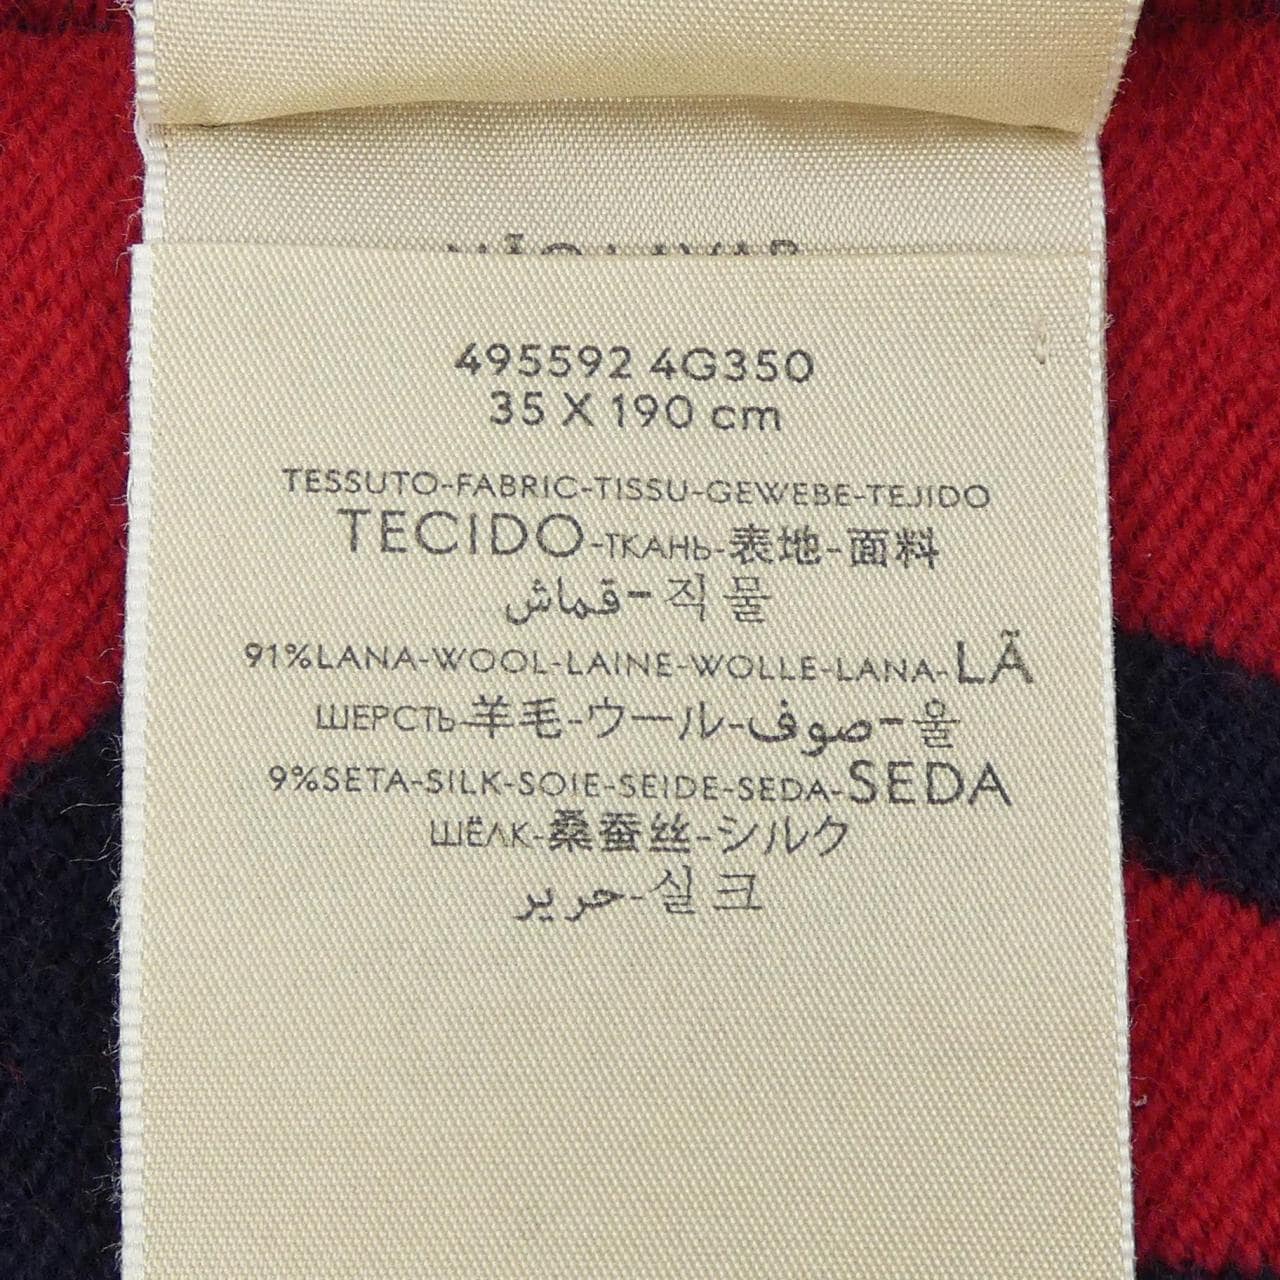 NÃO LAVAR
495592 4G350
35 X 190 cm
TESSUTO-FABRIC-TISSU-GEWEBE-TEJIDO
TECIDO-ТКАНЬ-表地-面料
قماش-직물
91%LANA-WOOL-LAINE-WOLLE-LANA-LÃ
ШЕРСТЬ-羊毛-ウール-صوف-울
9%SETA-SILK-SOIE-SEIDE-SEDA-SEDA
ШЁЛК-桑蚕丝-シルク
حرير-실크